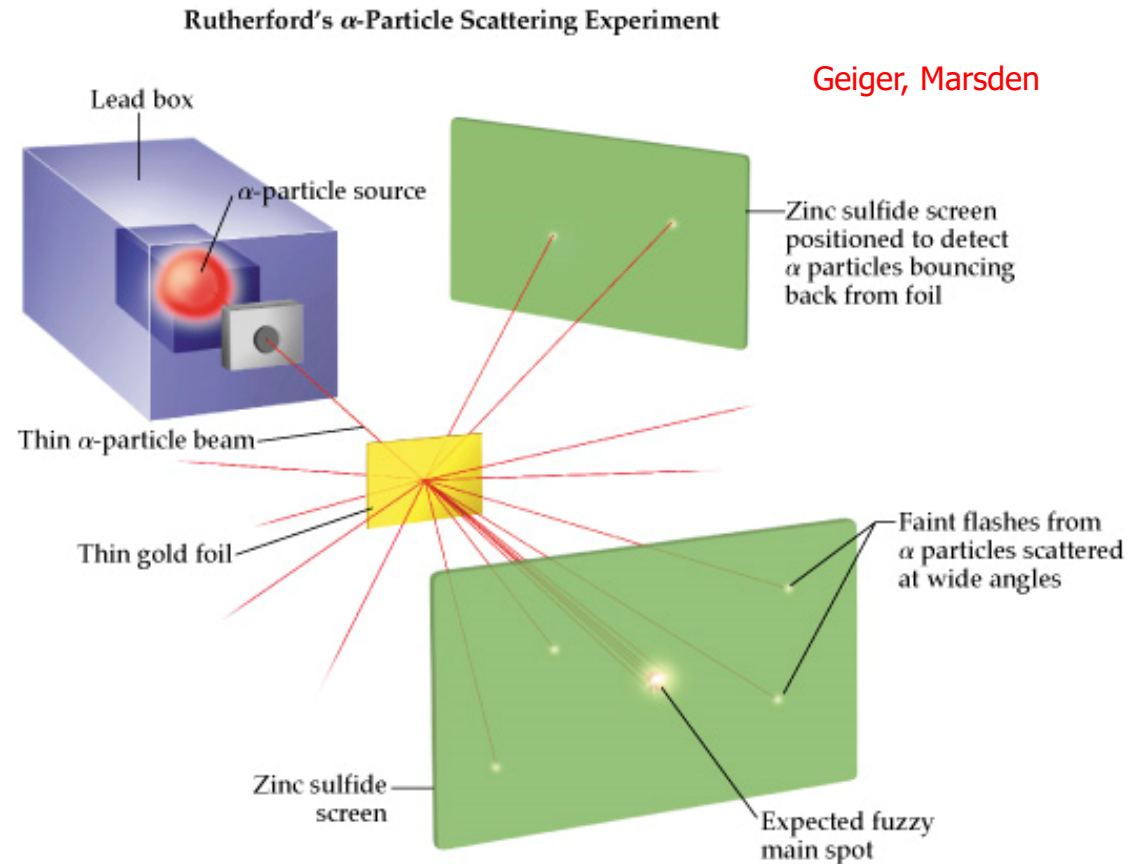 Rutherford's α-Particle Scattering Experiment
Geiger, Marsden
Lead box
α-particle source
Zinc sulfide screen
positioned to detect
α particles bouncing
back from foil
Thin α-particle beam
Thin gold foil
Faint flashes from
α particles scattered
at wide angles
Zinc sulfide
screen
Expected fuzzy
main spot